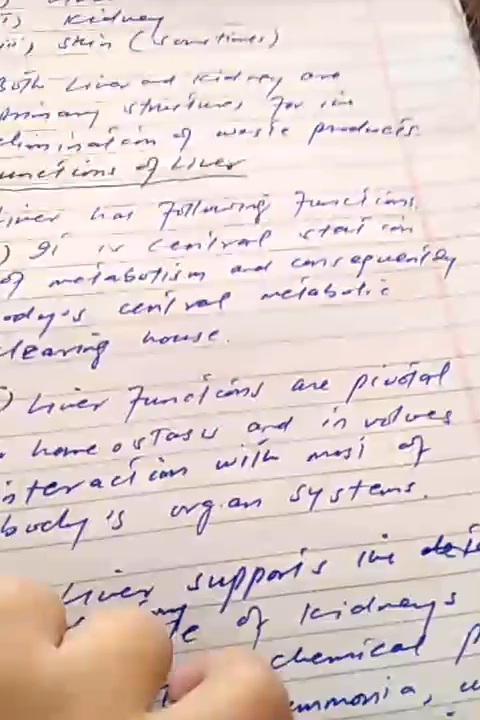 ii) Kidney
iii) Skin (sometimes)
Both Liver and Kidney are
primary structures for the
elimination of waste products.
Functions of Liver
Liver has following functions.
) It is central station
of metabolism and consequently
body's central metabolic
clearing house.
) Liver Functions are pivotal
homeostasis and involves
interaction with most of
body's organ systems.
Liver supports the
of kidneys
chemical
ammonia,